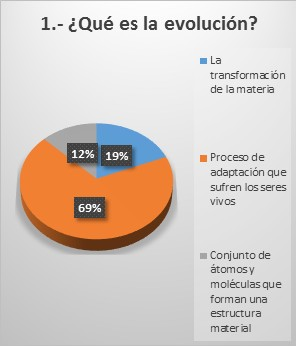 1.- ¿Qué es la evolución?
12%
19%
69%
La
transformación
de la materia
Proceso de
adaptación que
sufren los seres
vivos
Conjunto de
átomos y
moléculas que
forman una
estructura
material